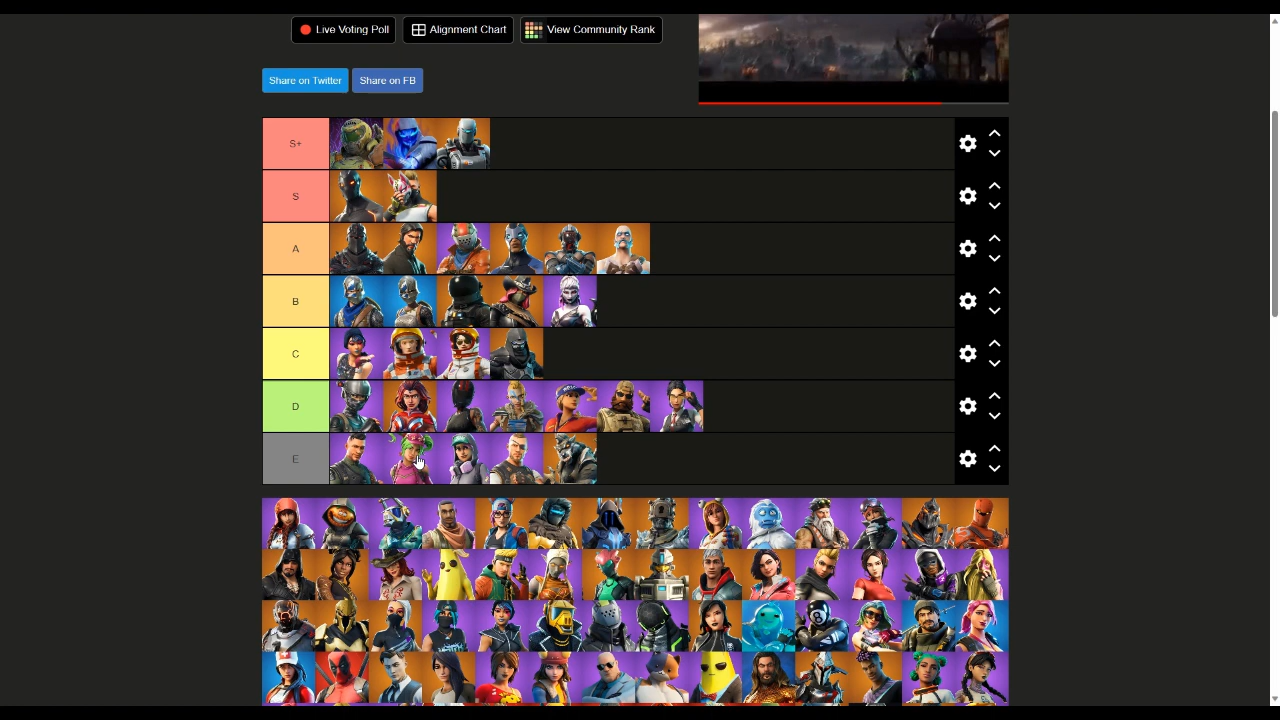 Live Voting Poll Alignment Chart View Community Rank
Share on Twitter Share on FB
S+
S
A
B
C
D
E